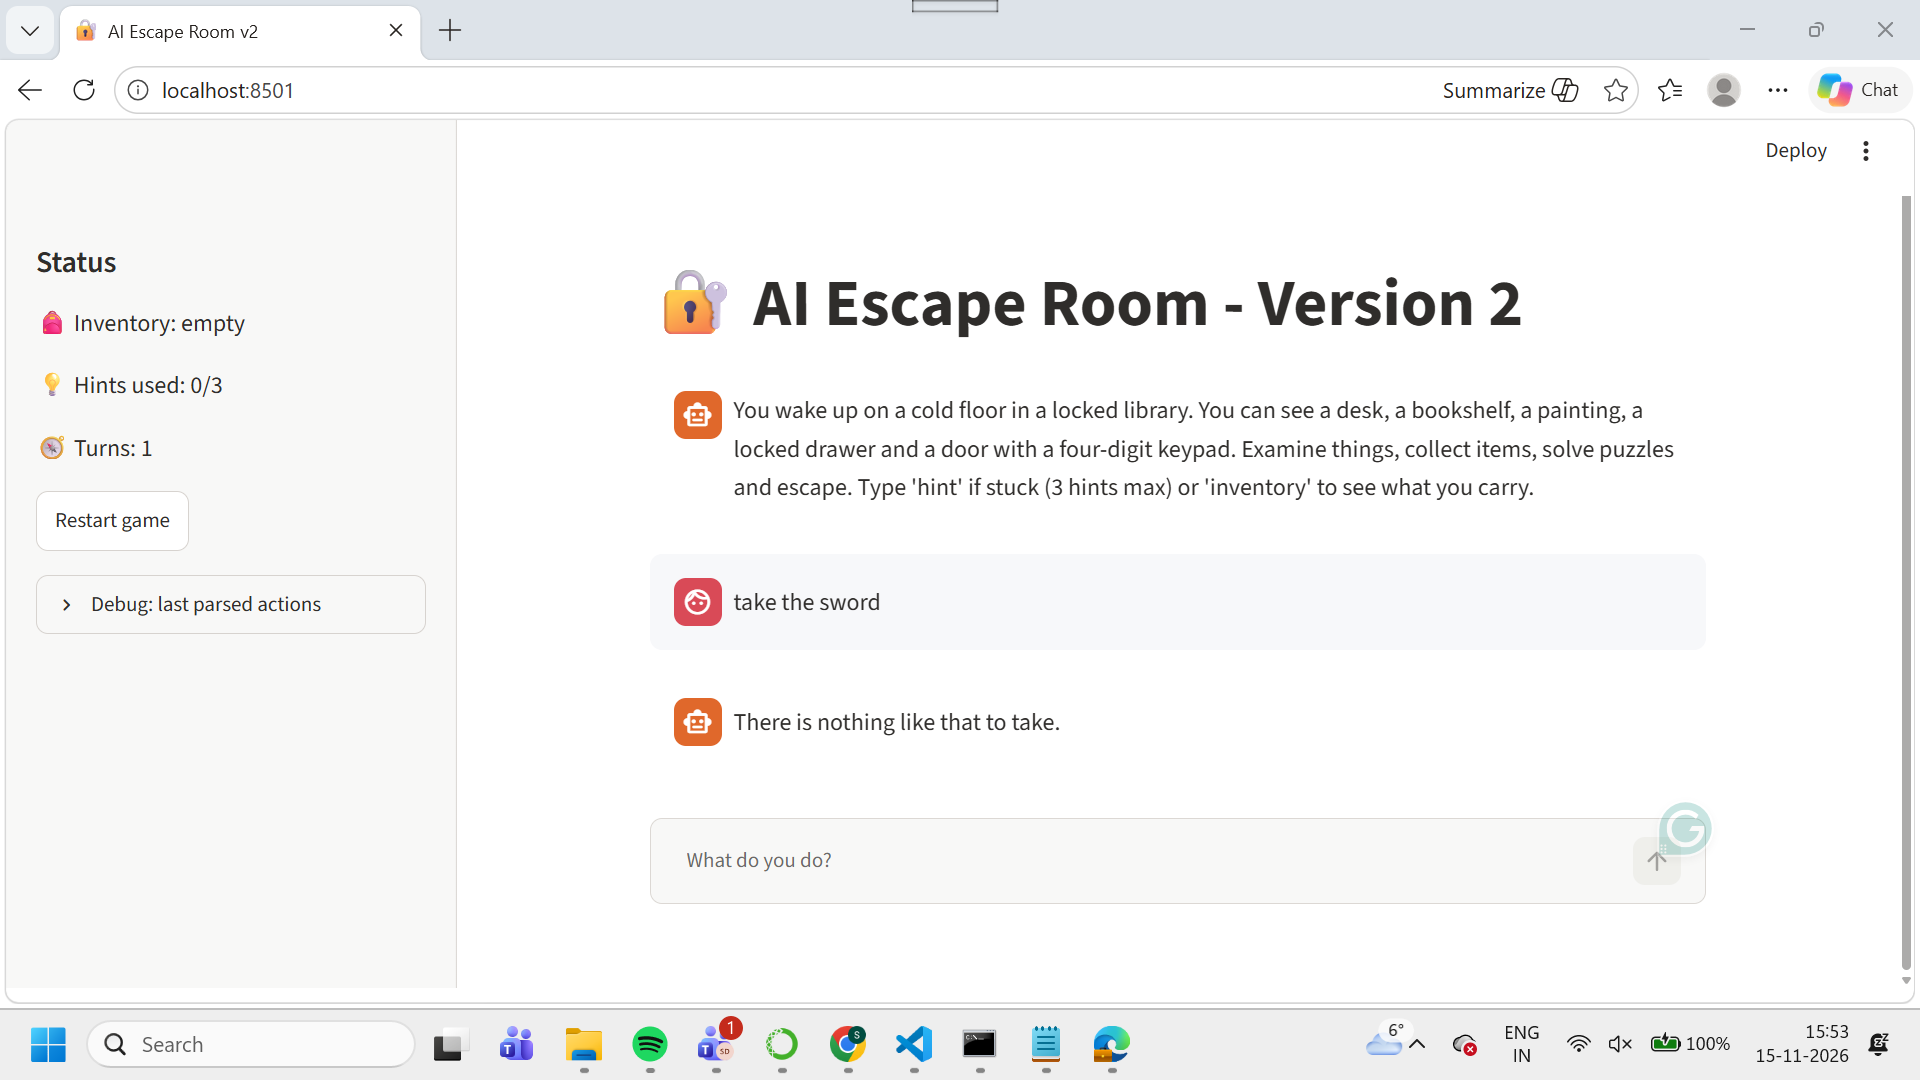 AI Escape Room v2
localhost:8501
Summarize
Chat
Deploy
Status
Inventory: empty
Hints used: 0/3
Turns: 1
Restart game
Debug: last parsed actions
AI Escape Room - Version 2
You wake up on a cold floor in a locked library. You can see a desk, a bookshelf, a painting, a
locked drawer and a door with a four-digit keypad. Examine things, collect items, solve puzzles
and escape. Type 'hint' if stuck (3 hints max) or 'inventory' to see what you carry.
take the sword
There is nothing like that to take.
What do you do?
Search
1
SD
S
6°
ENG
IN
100%
15:53
15-11-2026